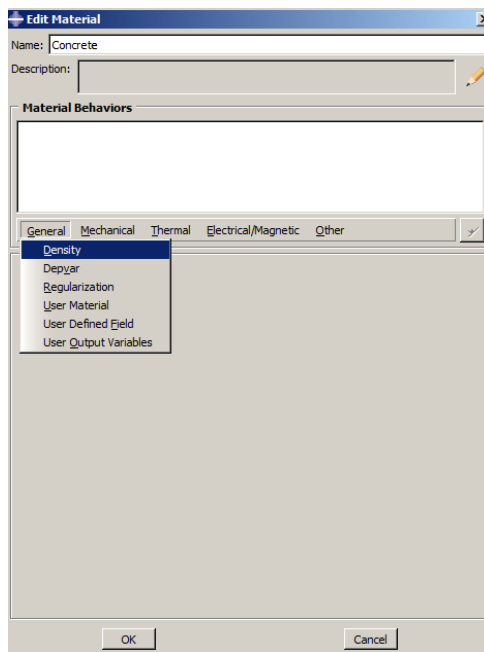 Edit Material
Name: Concrete
Description:
Material Behaviors
General Mechanical Thermal Electrical/Magnetic Other
Density
Depvar
Regularization
User Material
User Defined Field
User Output Variables
OK Cancel